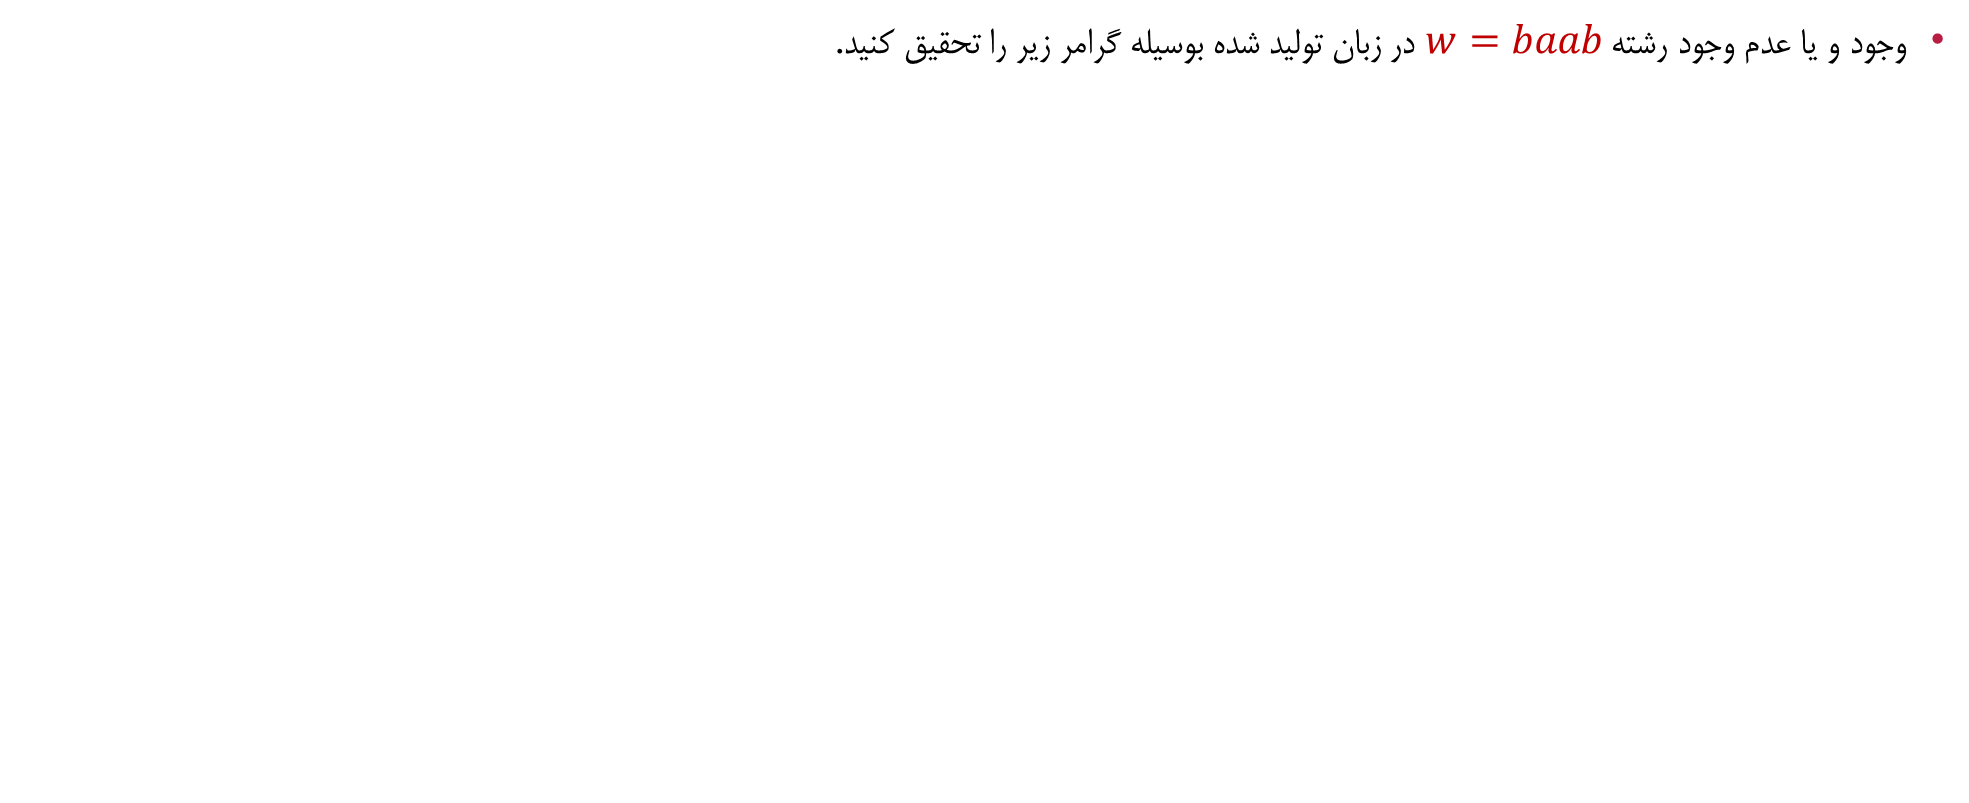 • وجود و یا عدم وجود رشته w = baab در زبان تولید شده بوسیله گرامر زیر را تحقیق کنید.